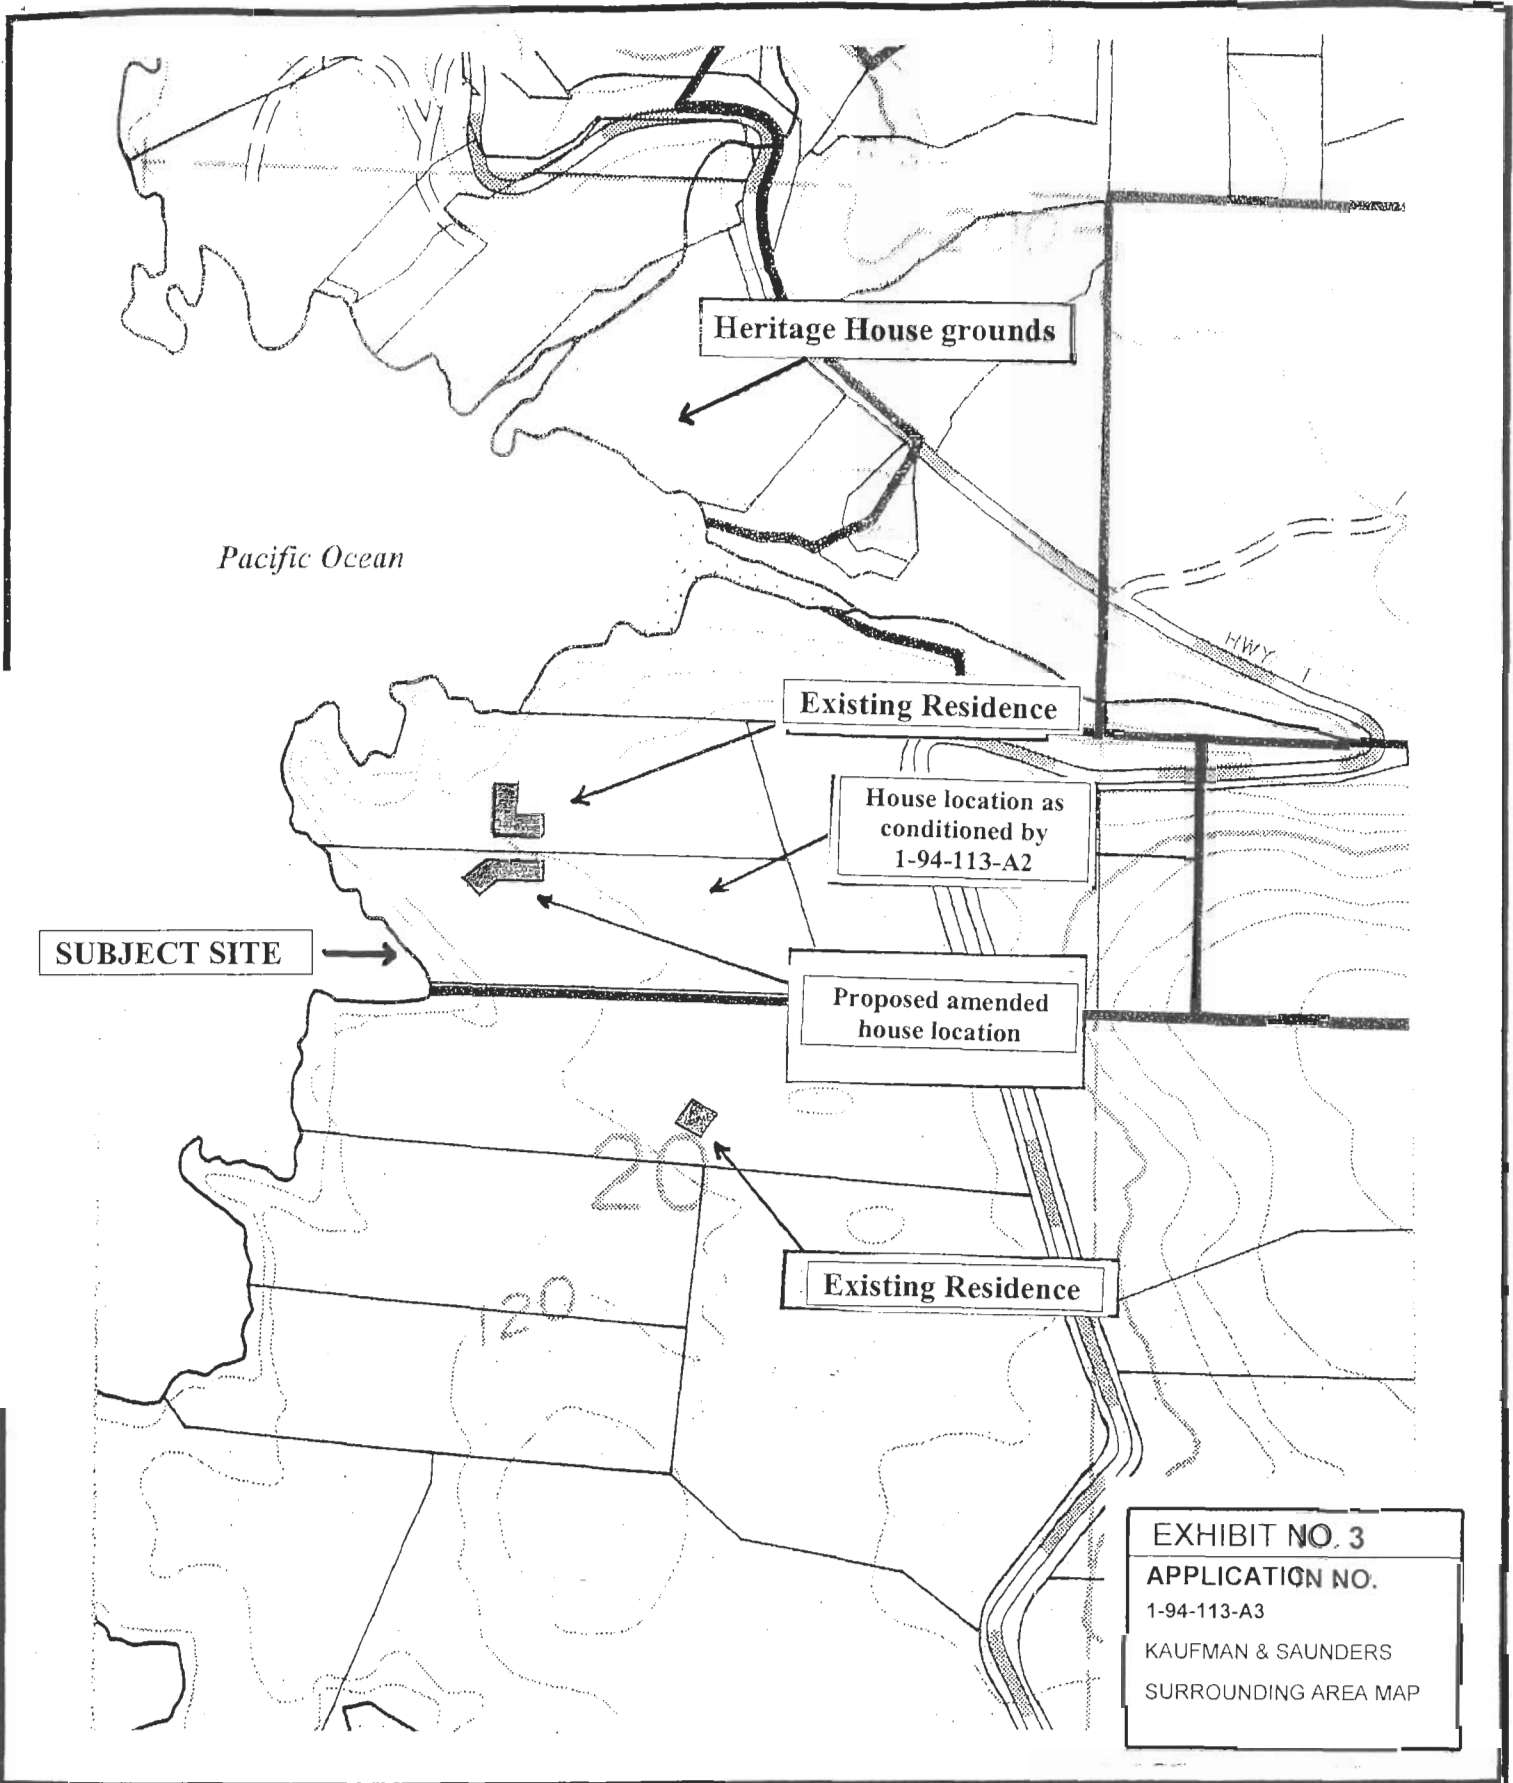 Heritage House grounds
Pacific Ocean
HWY 1
Existing Residence
House location as
conditioned by
1-94-113-A2
SUBJECT SITE
Proposed amended
house location
20
Existing Residence
120
EXHIBIT NO. 3
APPLICATION NO.
1-94-113-A3
KAUFMAN & SAUNDERS
SURROUNDING AREA MAP